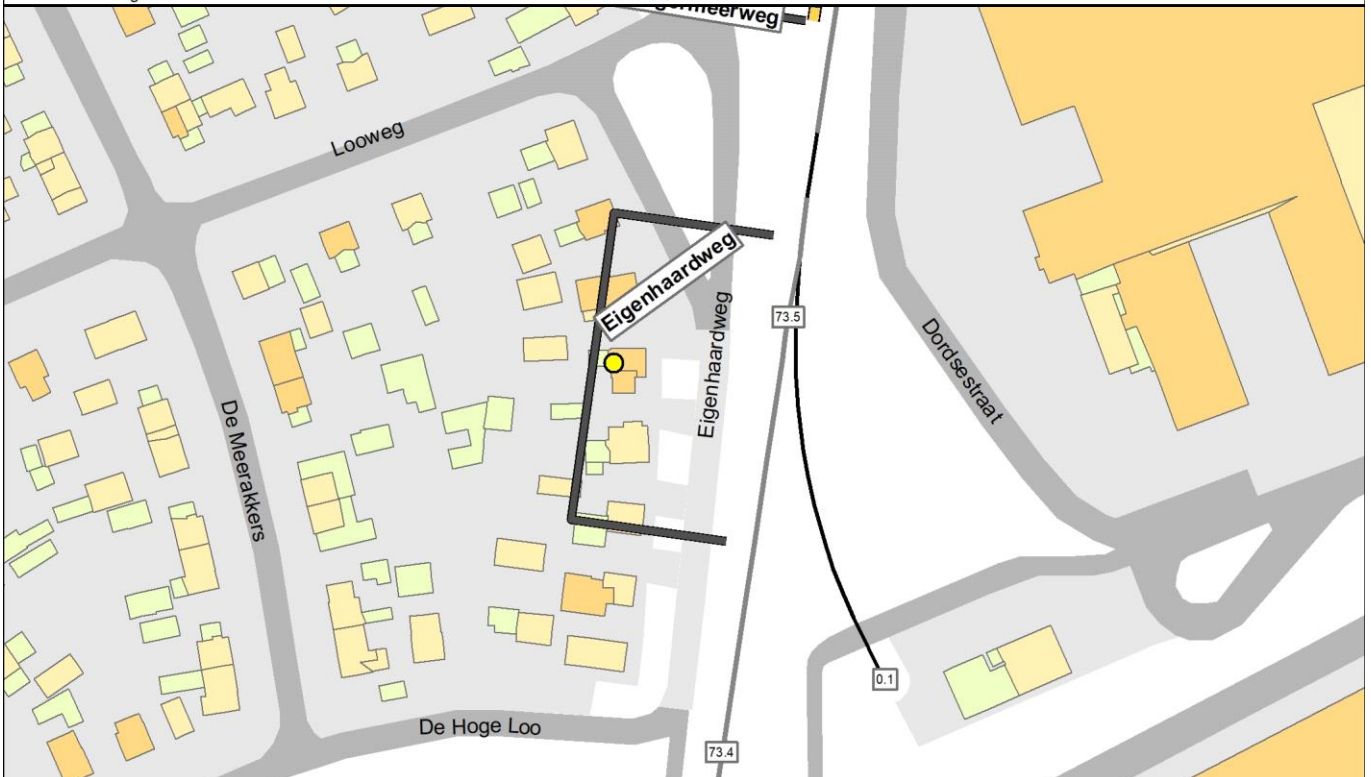 Looweg
Eigenhaardweg
Eigenhaardweg
73.5
Dordsestraat
De Meerakkers
0.1
De Hoge Loo
73.4